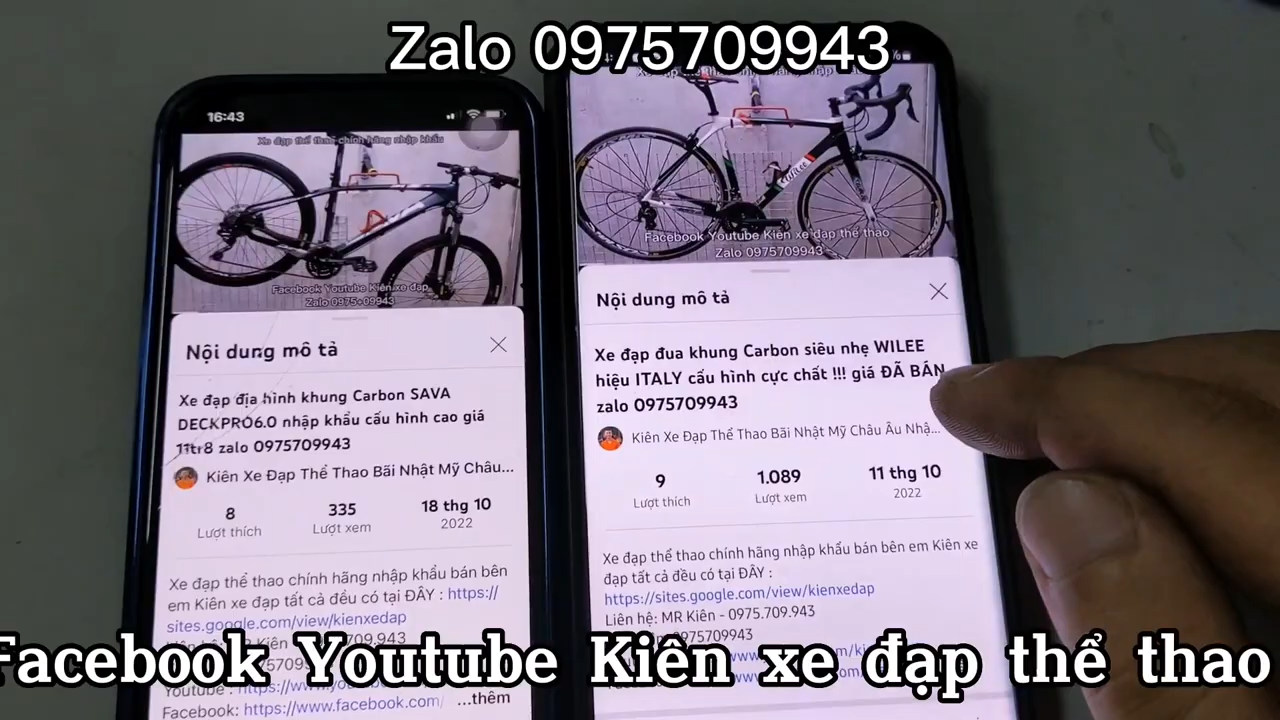 Zalo 0975709943
16:43
Xe đạp thể thao chính hãng nhập khẩu
Facebook Youtube Kiên xe đạp
Nội dung mô tả
Xe đạp địa hình khung Carbon SAVA
DECKPRO6.0 nhập khẩu cấu hình cao giá
11tr8 zalo 0975709943
Kiên Xe Đạp Thể Thao Bãi Nhật Mỹ Châu...
8
335
18 thg 10
Lượt thích
Lượt xem
2022
Xe đạp thể thao chính hãng nhập khẩu bán bên
em Kiên xe đạp tất cả đều có tại ĐÂY : https://
sites.google.com/view/kienxedap
Youtube : https://www.youtube
Facebook: https://www.facebook.com/ ...thêm
WILEE
Facebook Youtube Kiên xe đạp thể thao
Zalo 0975709943
Nội dung mô tả
Xe đạp đua khung Carbon siêu nhẹ WILEE
hiệu ITALY cấu hình cực chất !!! giá ĐÃ BÁN
zalo 0975709943
Kiên Xe Đạp Thể Thao Bãi Nhật Mỹ Châu Âu Nhậ...
9
1.089
11 thg 10
Lượt thích
Lượt xem
2022
Xe đạp thể thao chính hãng nhập khẩu bán bên em Kiên xe
đạp tất cả đều có tại ĐÂY :
https://sites.google.com/view/kienxedap
Liên hệ: MR Kiên - 0975.709.943
0975709943
Facebook Youtube Kiên xe đạp thể thao